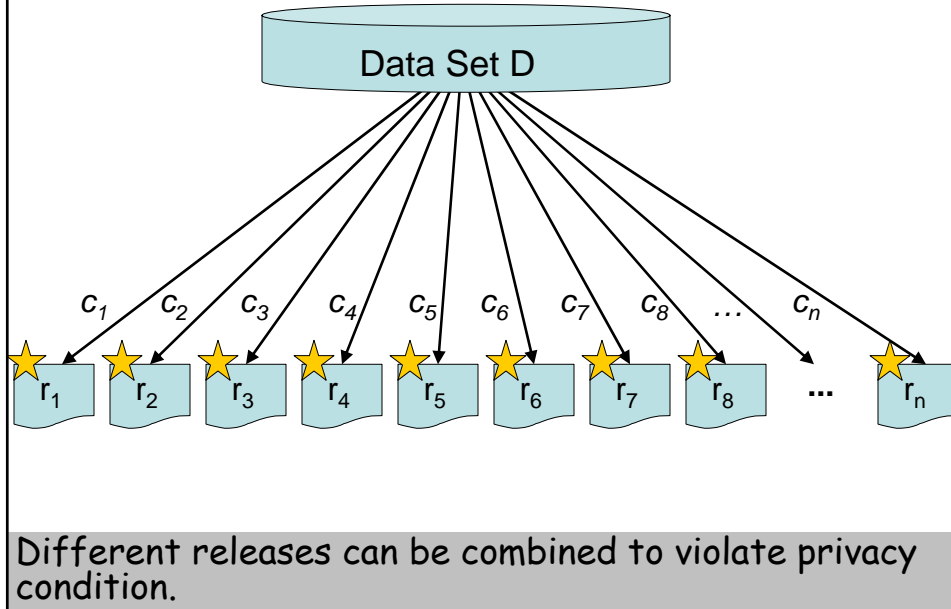 Data Set D
c₁ c₂ c₃ c₄ c₅ c₆ c₇ c₈ … cₙ
r₁ r₂ r₃ r₄ r₅ r₆ r₇ r₈ ... rₙ
Different releases can be combined to violate privacy
condition.